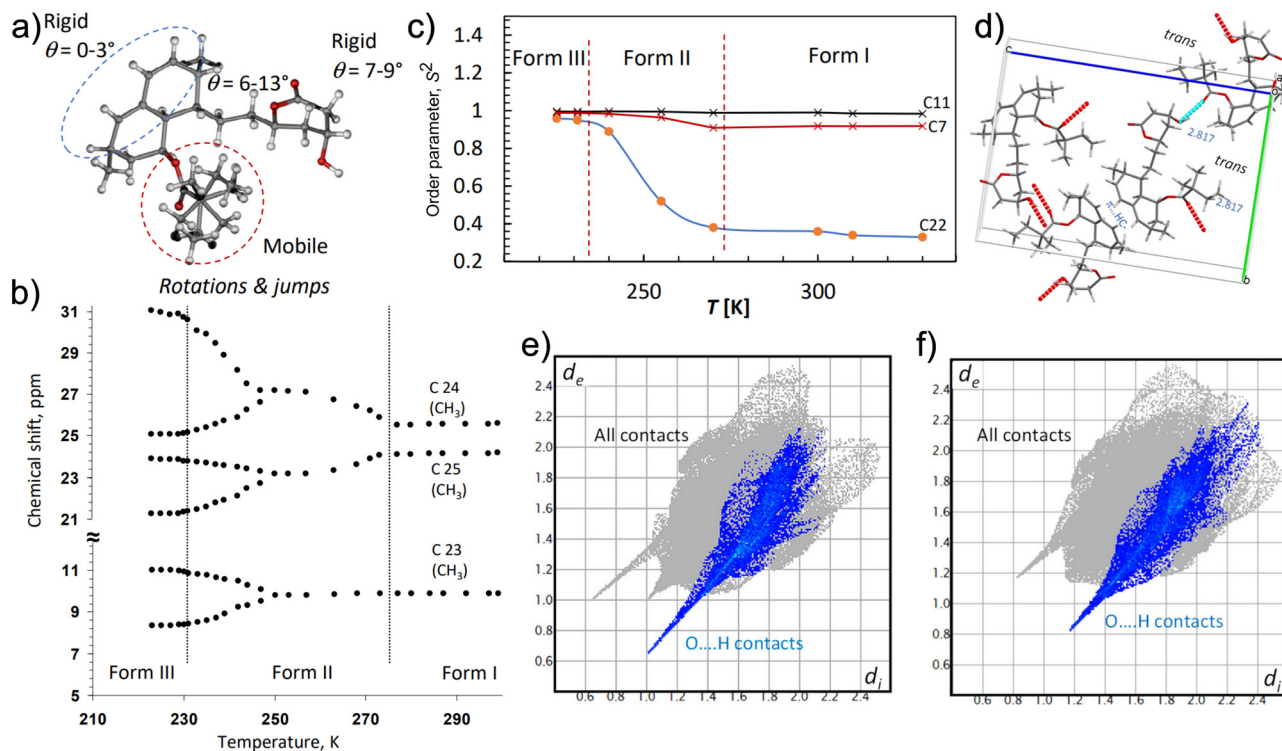 a)
Rigid
θ = 0-3°
Rigid
θ = 7-9°
θ = 6-13°
Mobile
Rotations & jumps
b)
Chemical shift, ppm
31
29
27
25
23
21
≈
11
9
7
5
C 24
(CH₃)
C 25
(CH₃)
C 23
(CH₃)
Form III
Form II
Form I
210
230
250
270
290
Temperature, K
c)
Order parameter, S²
1.4
1.2
1
0.8
0.6
0.4
0.2
Form III
Form II
Form I
C11
C7
C22
250
300
T [K]
d)
trans
c
a
o
2.817
trans
2.817
π...HC
b
e)
dₑ
2.4
2.2
2.0
1.8
1.6
1.4
1.2
1.0
0.8
0.6
All contacts
O....H contacts
dᵢ
0.6 0.8 1.0 1.2 1.4 1.6 1.8 2.0 2.2 2.4
f)
dₑ
2.4
2.2
2.0
1.8
1.6
1.4
1.2
1.0
0.8
0.6
All contacts
O....H contacts
dᵢ
0.6 0.8 1.0 1.2 1.4 1.6 1.8 2.0 2.2 2.4